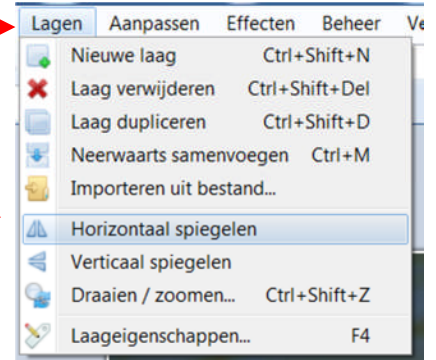 Lagen Aanpassen Effecten Beheer
Nieuwe laag Ctrl+Shift+N
Laag verwijderen Ctrl+Shift+Del
Laag dupliceren Ctrl+Shift+D
Neerwaarts samenvoegen Ctrl+M
Importeren uit bestand...
Horizontaal spiegelen
Verticaal spiegelen
Draaien / zoomen... Ctrl+Shift+Z
Laageigenschappen... F4